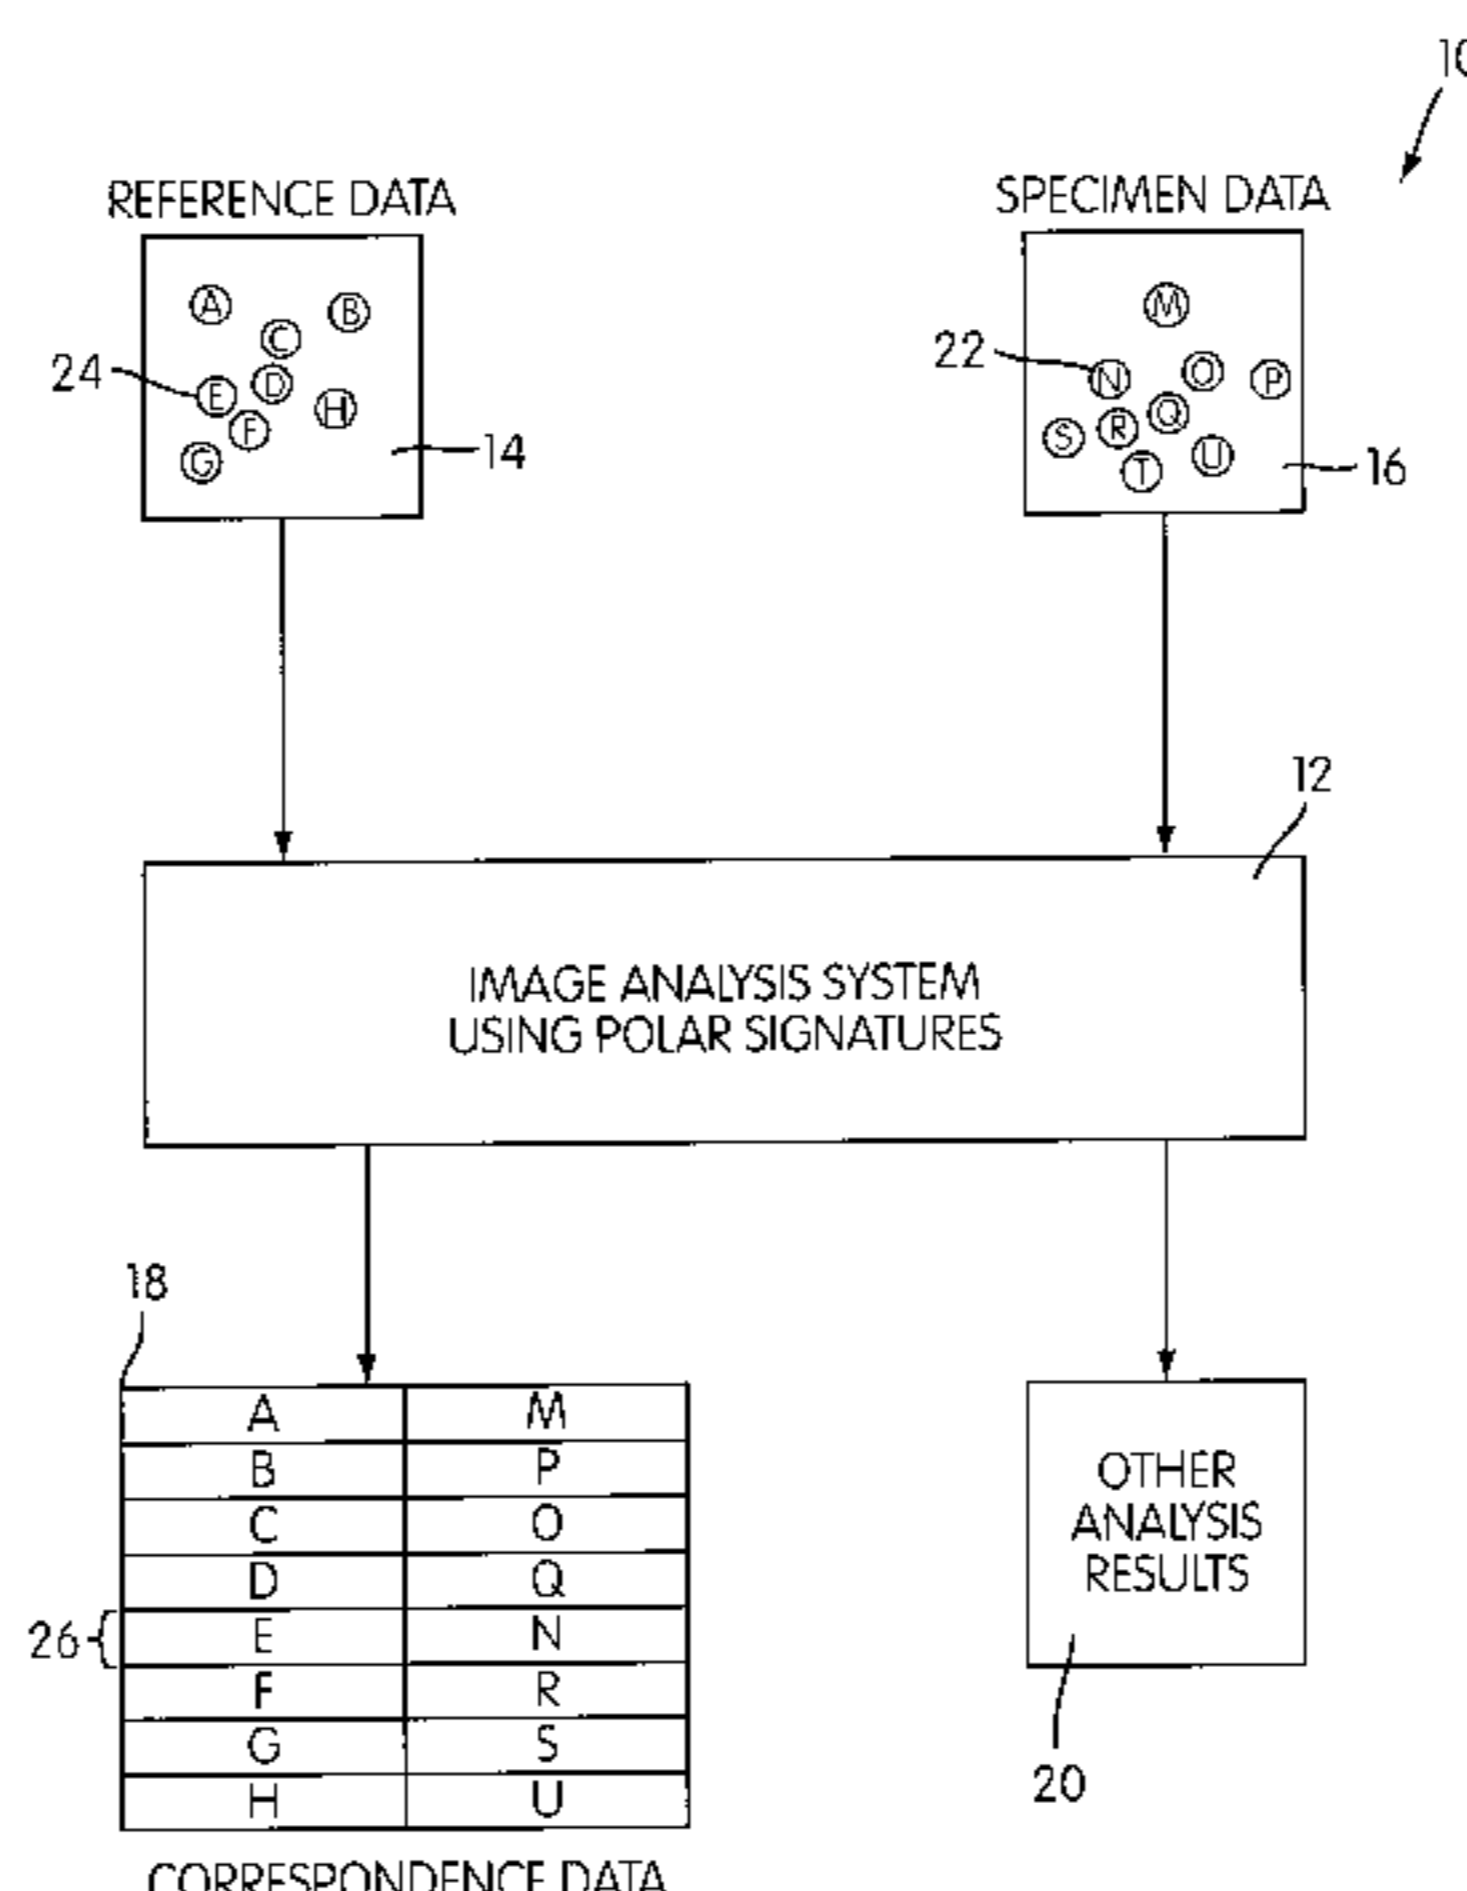 10
REFERENCE DATA
SPECIMEN DATA
A
B
C
24
E
D
H
F
G
14
M
22
N
O
P
Q
S
R
T
U
16
12
IMAGE ANALYSIS SYSTEM
USING POLAR SIGNATURES
18
A M
B P
C O
D Q
26 E N
F R
G S
H U
CORRESPONDENCE DATA
OTHER
ANALYSIS
RESULTS
20